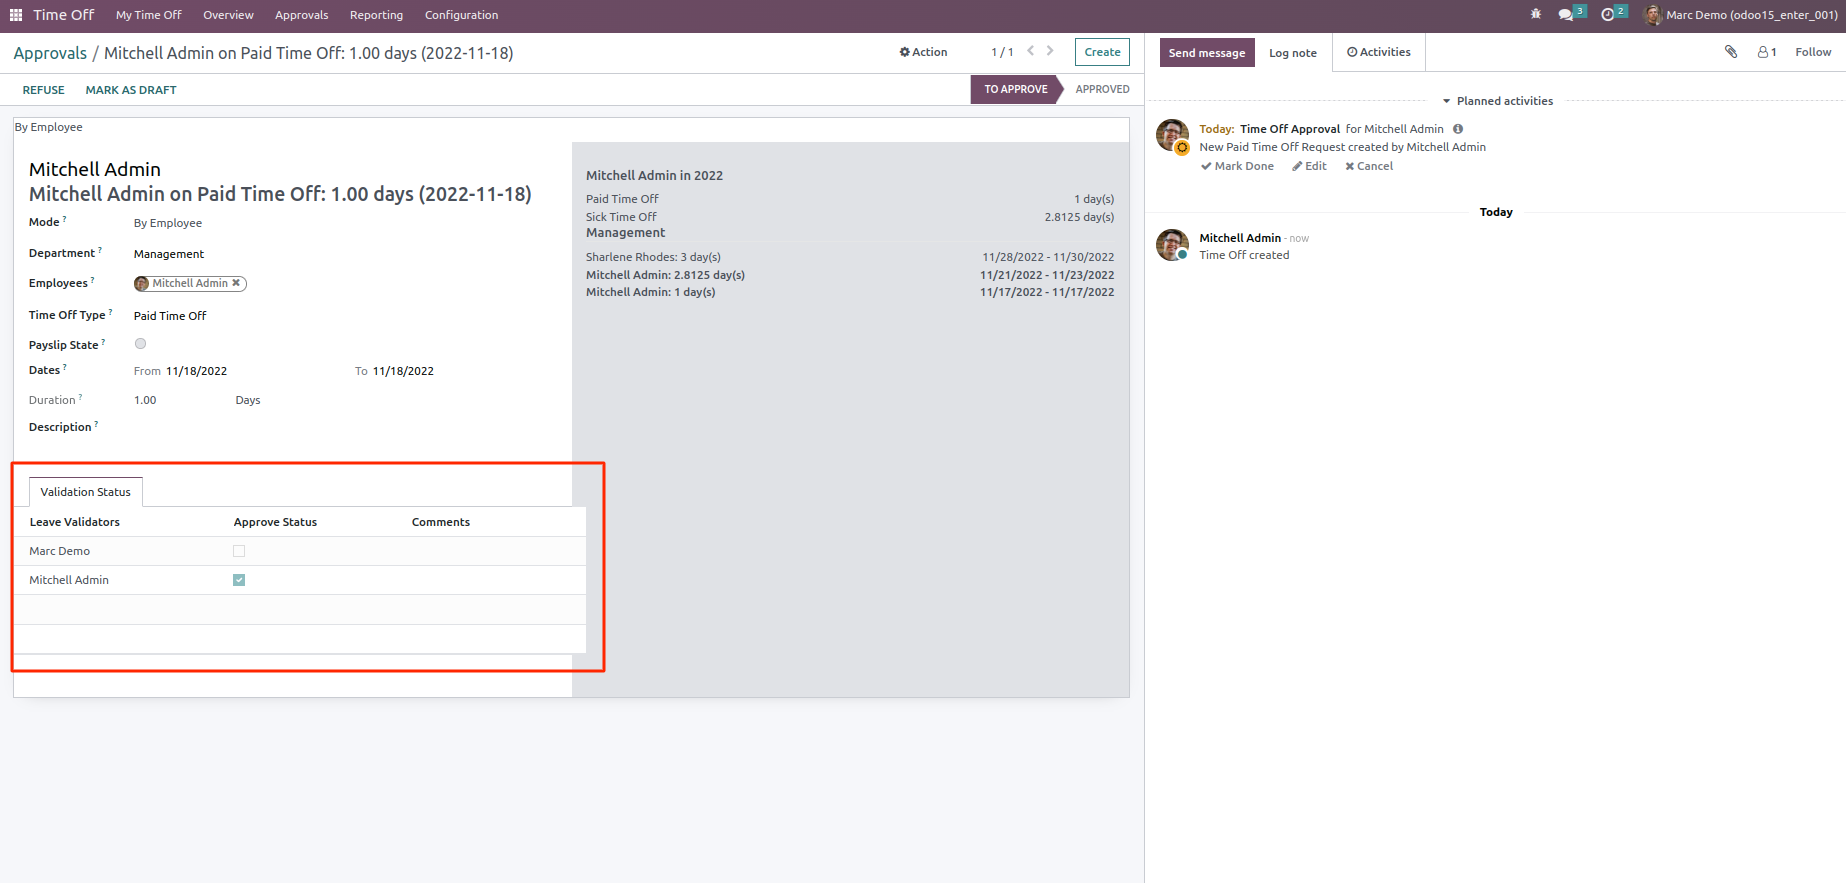 Time Off My Time Off Overview Approvals Reporting Configuration 3 2 Marc Demo (odoo15_enter_001)
Approvals / Mitchell Admin on Paid Time Off: 1.00 days (2022-11-18) Action 1 / 1 Create
Send message Log note Activities 1 Follow
REFUSE MARK AS DRAFT TO APPROVE APPROVED
By Employee
Mitchell Admin
Mitchell Admin on Paid Time Off: 1.00 days (2022-11-18)
Mode ? By Employee
Department ? Management
Employees ? Mitchell Admin
Time Off Type ? Paid Time Off
Payslip State ?
Dates ? From 11/18/2022 To 11/18/2022
Duration ? 1.00 Days
Description ?
Mitchell Admin in 2022
Paid Time Off 1 day(s)
Sick Time Off 2.8125 day(s)
Management
Sharlene Rhodes: 3 day(s) 11/28/2022 - 11/30/2022
Mitchell Admin: 2.8125 day(s) 11/21/2022 - 11/23/2022
Mitchell Admin: 1 day(s) 11/17/2022 - 11/17/2022
Validation Status
Leave Validators Approve Status Comments
Marc Demo
Mitchell Admin
Planned activities
Today: Time Off Approval for Mitchell Admin
New Paid Time Off Request created by Mitchell Admin
Mark Done Edit Cancel
Today
Mitchell Admin - now
Time Off created